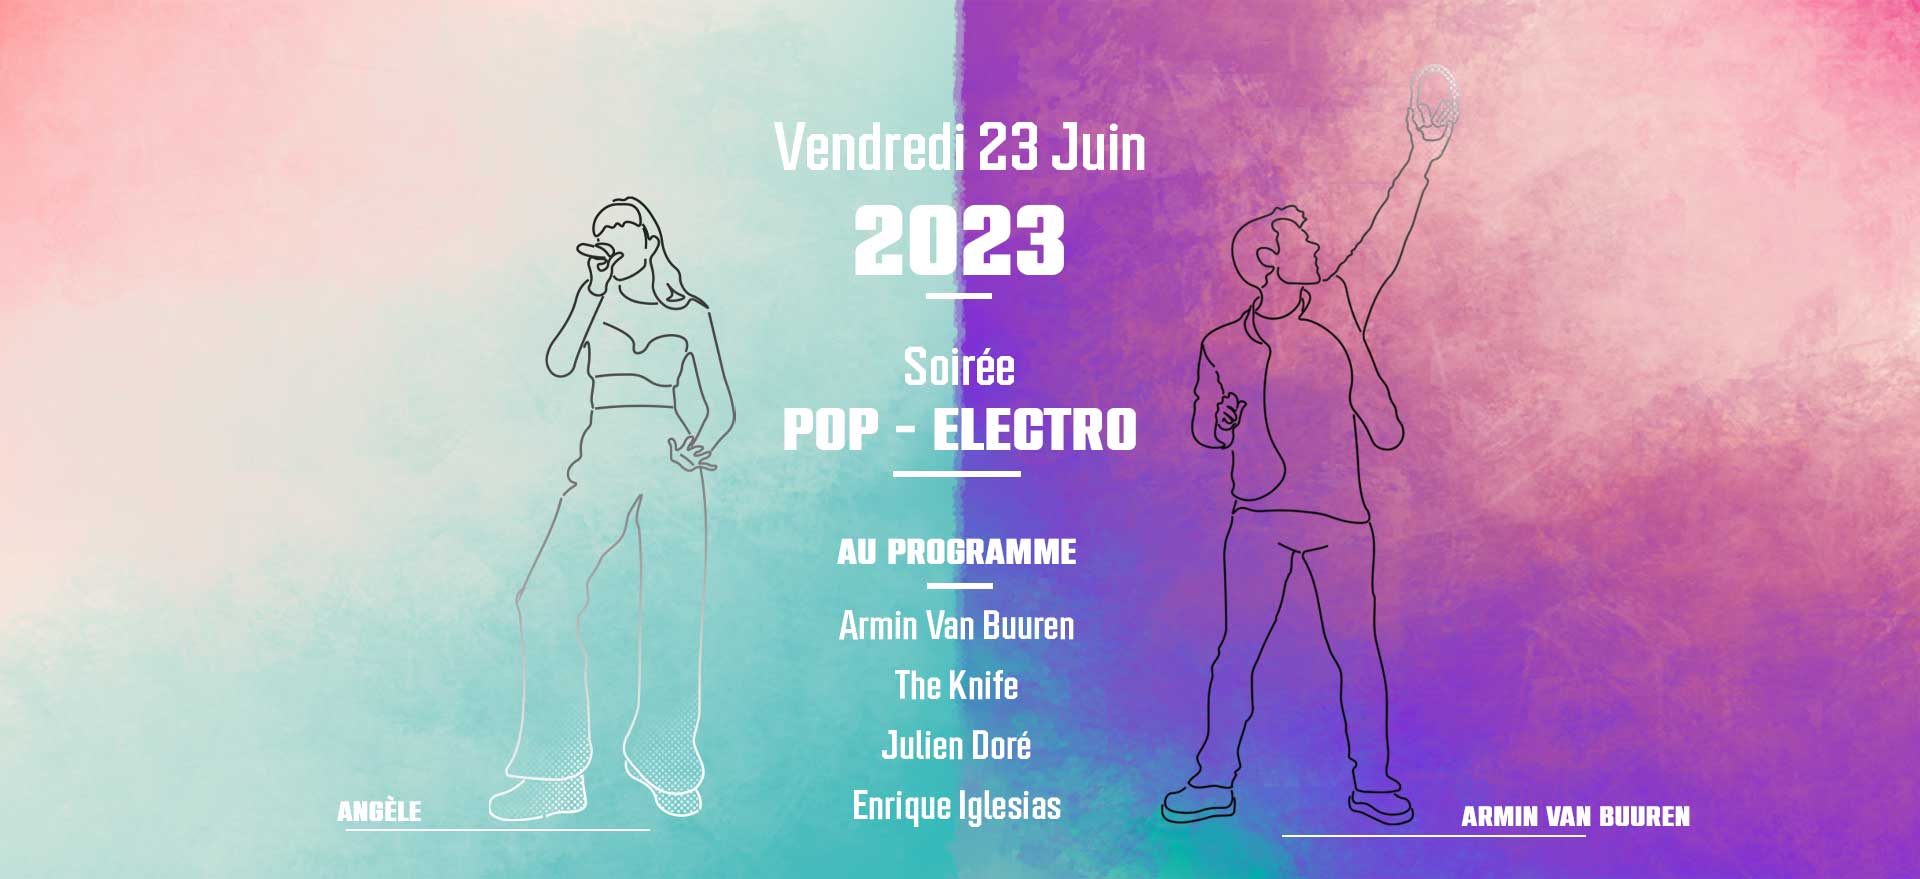 Vendredi 23 Juin
2023
Soirée
POP - ELECTRO
AU PROGRAMME
Armin Van Buuren
The Knife
Julien Doré
Enrique Iglesias
ANGÈLE
ARMIN VAN BUUREN